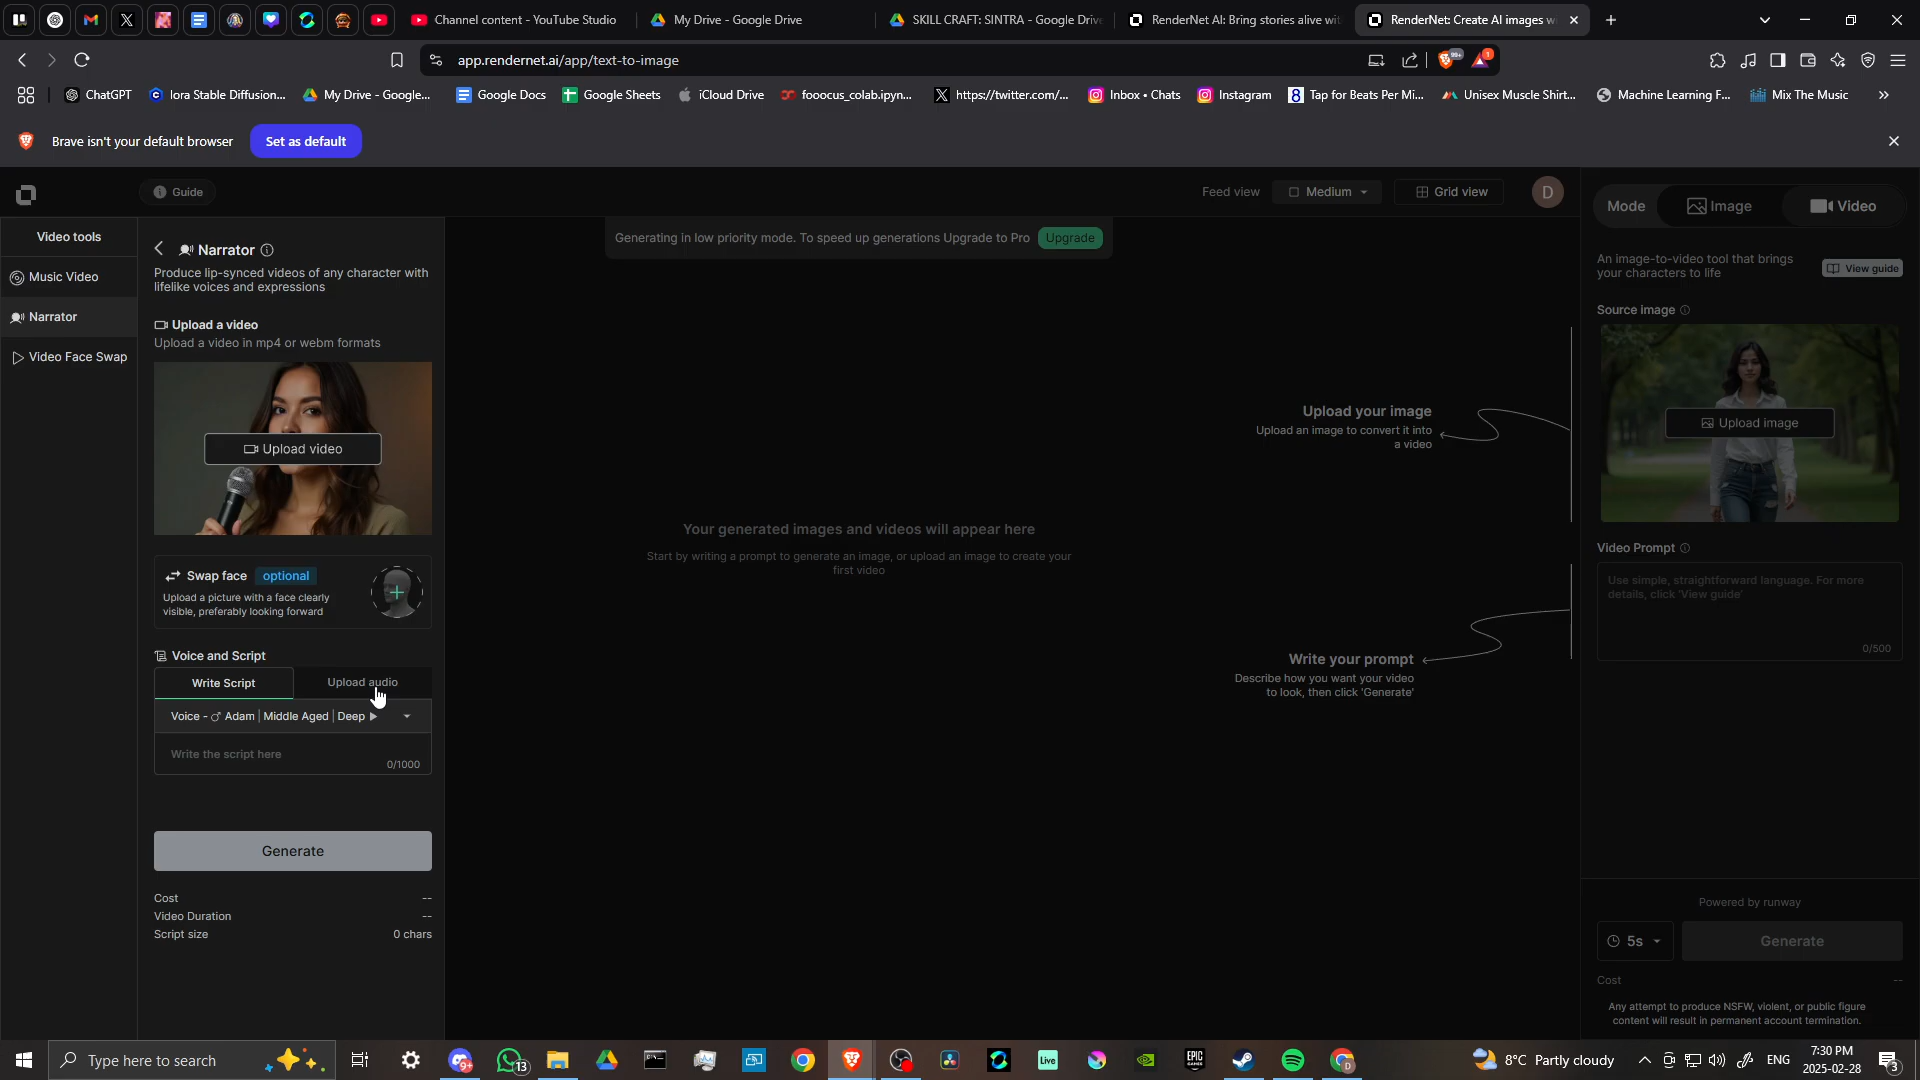 Channel content - YouTube Studio
My Drive - Google Drive
SKILL CRAFT: SINTRA - Google Driv
RenderNet AI: Bring stories alive wit
RenderNet: Create AI images w
app.rendernet.ai/app/text-to-image
99+
1
ChatGPT
lora Stable Diffusion...
My Drive - Google...
Google Docs
Google Sheets
iCloud Drive
fooocus_colab.ipyn...
https://twitter.com/...
Inbox • Chats
Instagram
Tap for Beats Per Mi...
Unisex Muscle Shirt...
Machine Learning F...
Mix The Music
Brave isn't your default browser
Set as default
Guide
Feed view
Medium
Grid view
D
Mode
Image
Video
Video tools
Music Video
Narrator
Video Face Swap
Narrator
Produce lip-synced videos of any character with
lifelike voices and expressions
Upload a video
Upload a video in mp4 or webm formats
Upload video
Swap face
optional
Upload a picture with a face clearly
visible, preferably looking forward
Voice and Script
Write Script
Upload audio
Voice - ♂ Adam | Middle Aged | Deep
Write the script here
0/1000
Generate
Cost --
Video Duration --
Script size 0 chars
Generating in low priority mode. To speed up generations Upgrade to Pro
Upgrade
Your generated images and videos will appear here
Start by writing a prompt to generate an image, or upload an image to create your
first video
Upload your image
Upload an image to convert it into
a video
Write your prompt
Describe how you want your video
to look, then click 'Generate'
An image-to-video tool that brings
your characters to life
View guide
Source image
Upload image
Video Prompt
Use simple, straightforward language. For more
details, click 'View guide'
0/500
Powered by runway
5s
Generate
Cost --
Any attempt to produce NSFW, violent, or public figure
content will result in permanent account termination.
Type here to search
9+
13
Live
EPIC
GAMES
8°C Partly cloudy
ENG
7:30 PM
2025-02-28
3